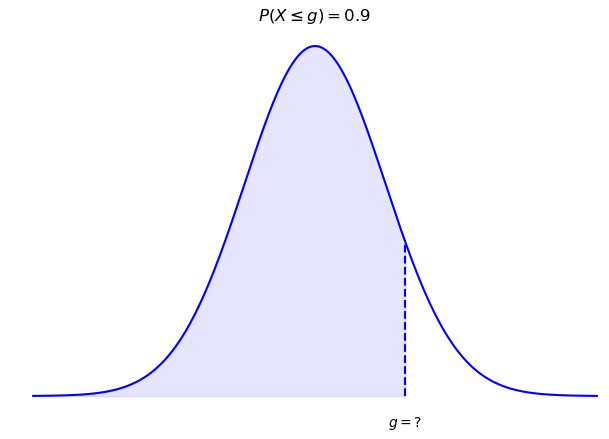 P(X ≤ g) = 0.9
g = ?